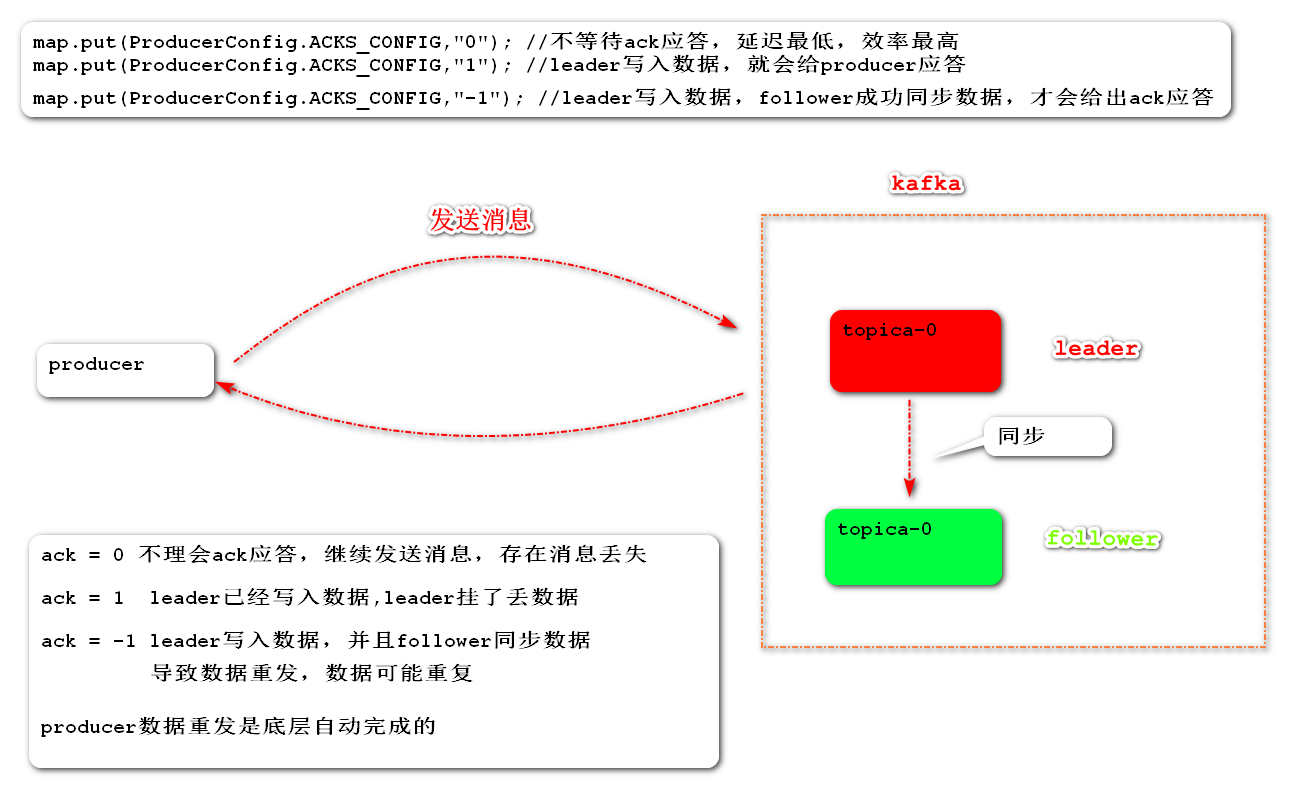 map.put(ProducerConfig.ACKS_CONFIG,"0"); //不等待ack应答，延迟最低，效率最高
map.put(ProducerConfig.ACKS_CONFIG,"1"); //leader写入数据，就会给producer应答
map.put(ProducerConfig.ACKS_CONFIG,"-1"); //leader写入数据，follower成功同步数据，才会给出ack应答
kafka
发送消息
topica-0
leader
producer
同步
topica-0
follower
ack = 0 不理会ack应答，继续发送消息，存在消息丢失
ack = 1 leader已经写入数据,leader挂了丢数据
ack = -1 leader写入数据，并且follower同步数据
导致数据重发，数据可能重复
producer数据重发是底层自动完成的